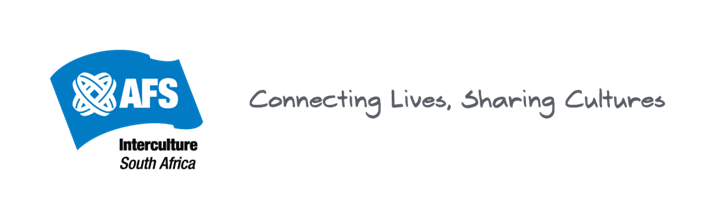 AFS
Interculture
South Africa
Connecting Lives, Sharing Cultures